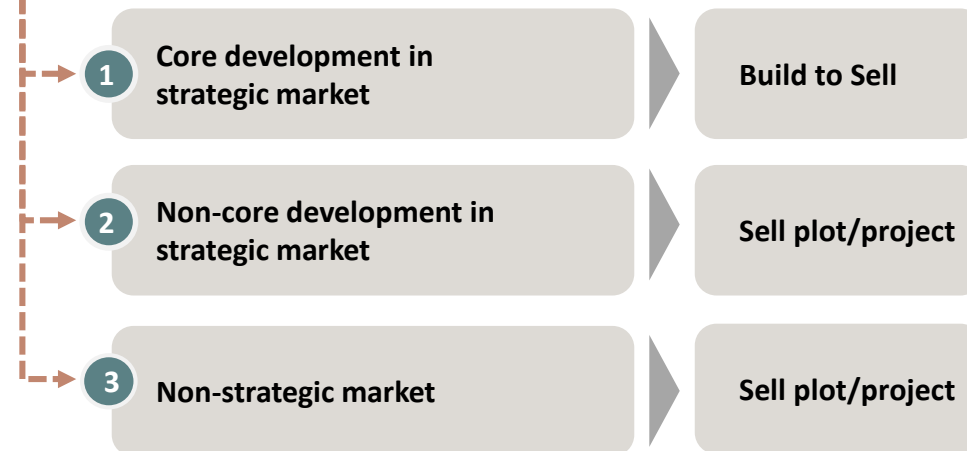 1
Core development in
strategic market
Build to Sell
2
Non-core development in
strategic market
Sell plot/project
3
Non-strategic market
Sell plot/project